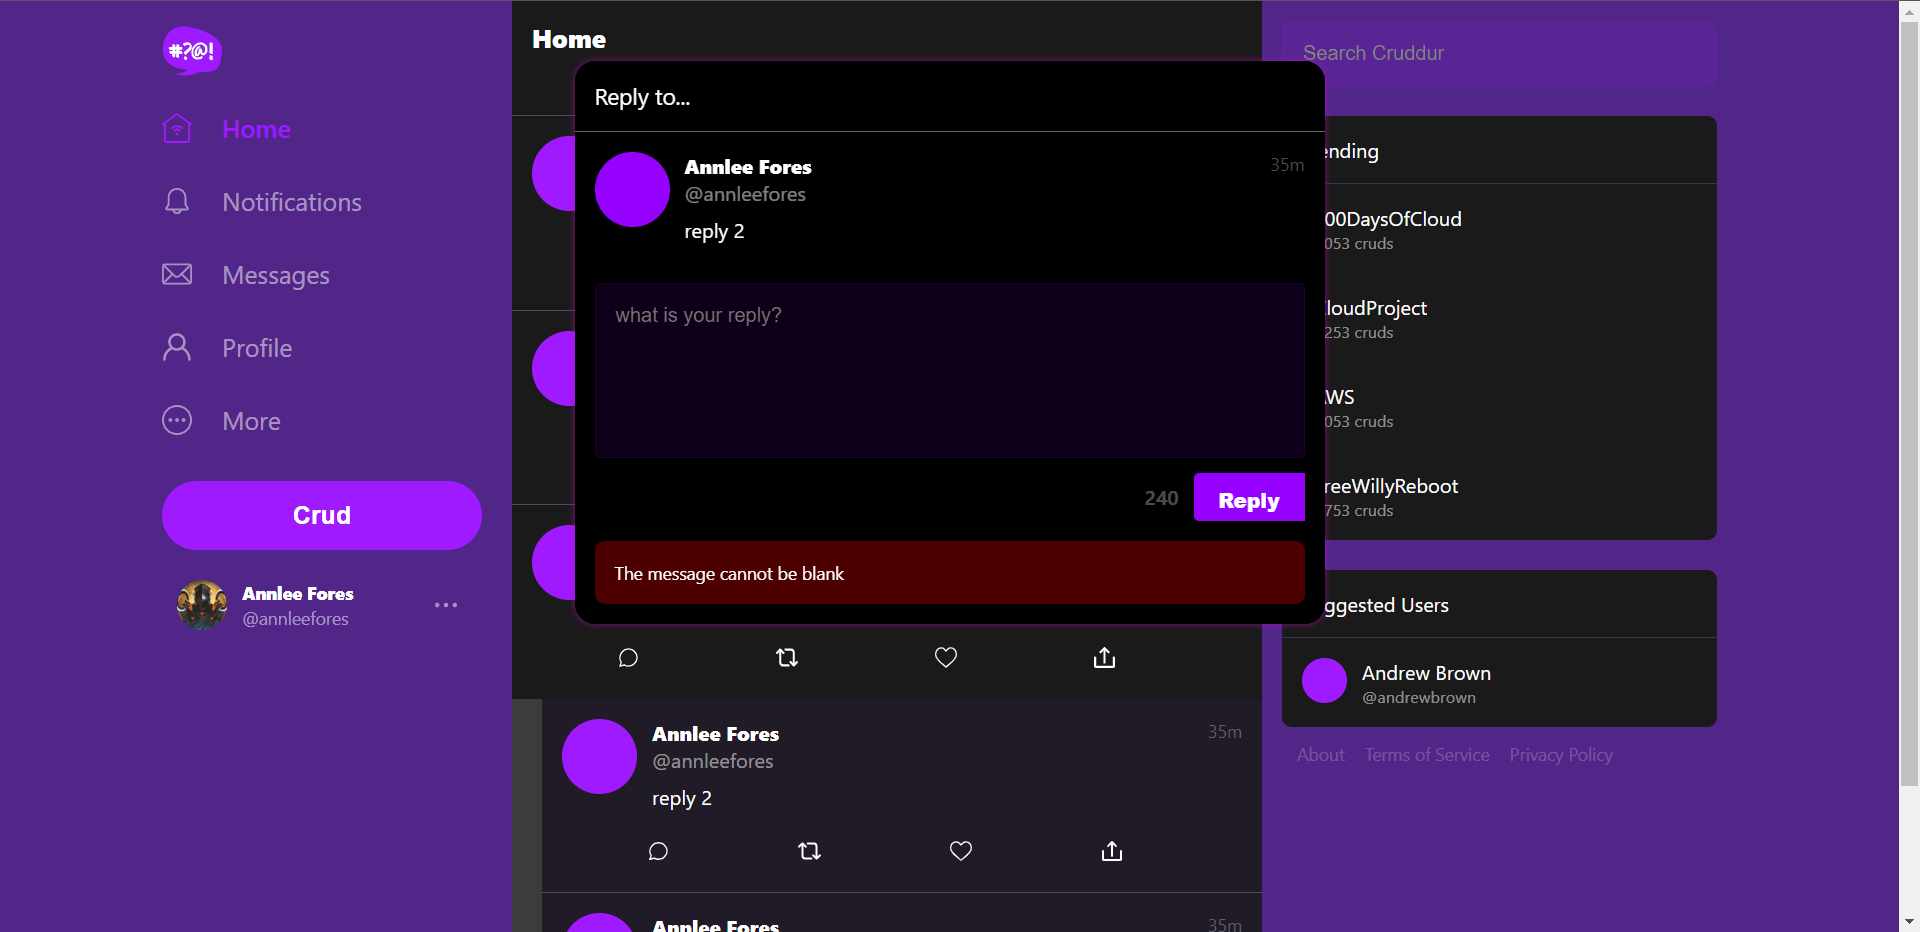 #?@!
Home
Notifications
Messages
Profile
More
Crud
Annlee Fores
@annleefores
Home
Reply to...
Annlee Fores
35m
@annleefores
reply 2
what is your reply?
240
Reply
The message cannot be blank
Annlee Fores
35m
@annleefores
reply 2
Annlee Fores
35m
Search Cruddur
ending
00DaysOfCloud
053 cruds
loudProject
253 cruds
WS
053 cruds
reeWillyReboot
753 cruds
ggested Users
Andrew Brown
@andrewbrown
About Terms of Service Privacy Policy